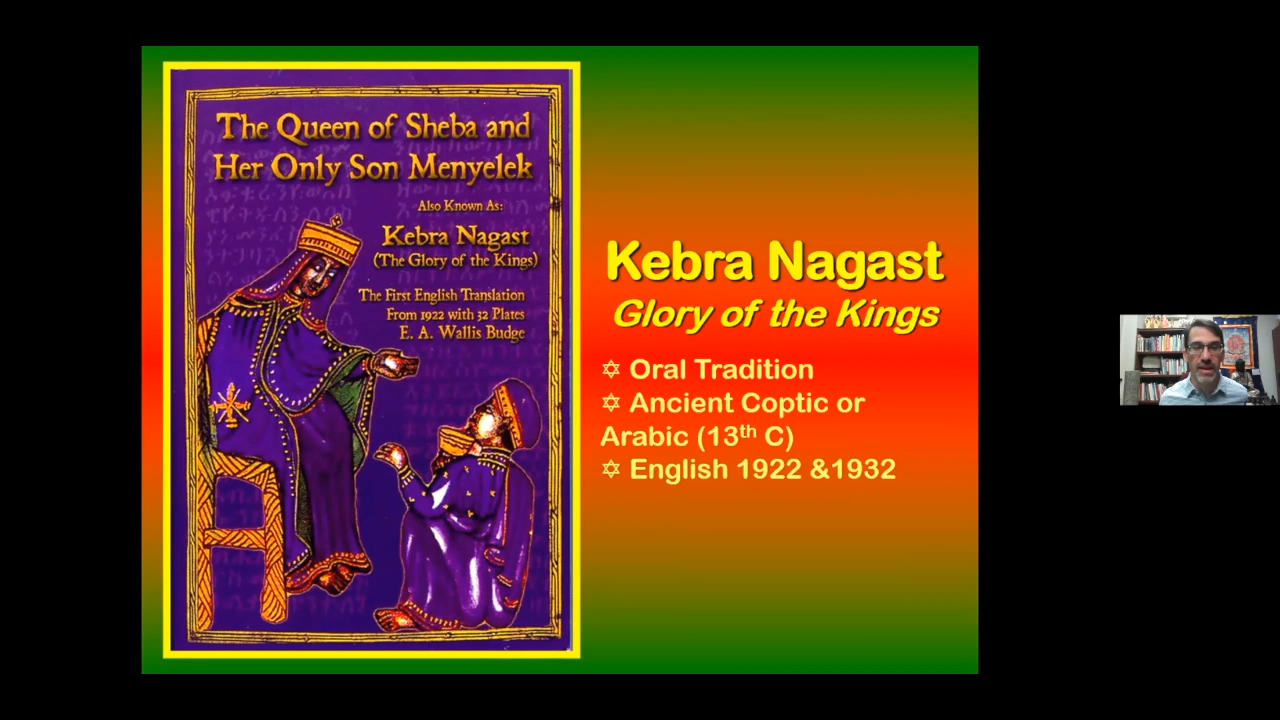 The Queen of Sheba and
Her Only Son Menyelek
Also Known As:
Kebra Nagast
(The Glory of the Kings)
The First English Translation
From 1922 with 32 Plates
E. A. Wallis Budge
Kebra Nagast
Glory of the Kings
✡ Oral Tradition
✡ Ancient Coptic or
Arabic (13th C)
✡ English 1922 &1932